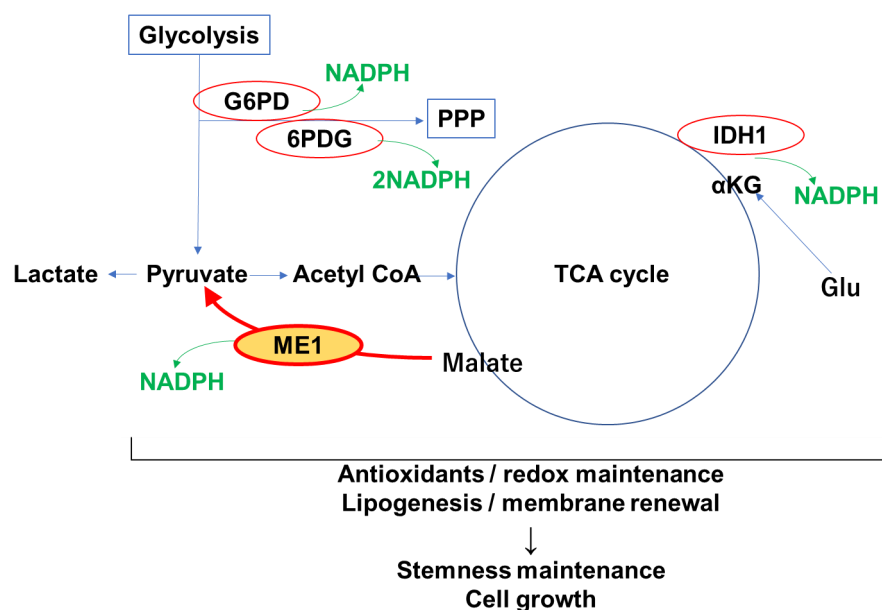 Glycolysis
NADPH
G6PD
PPP
6PDG
2NADPH
IDH1
αKG
NADPH
Lactate
Pyruvate
Acetyl CoA
TCA cycle
Glu
ME1
Malate
NADPH
Antioxidants / redox maintenance
Lipogenesis / membrane renewal
Stemness maintenance
Cell growth